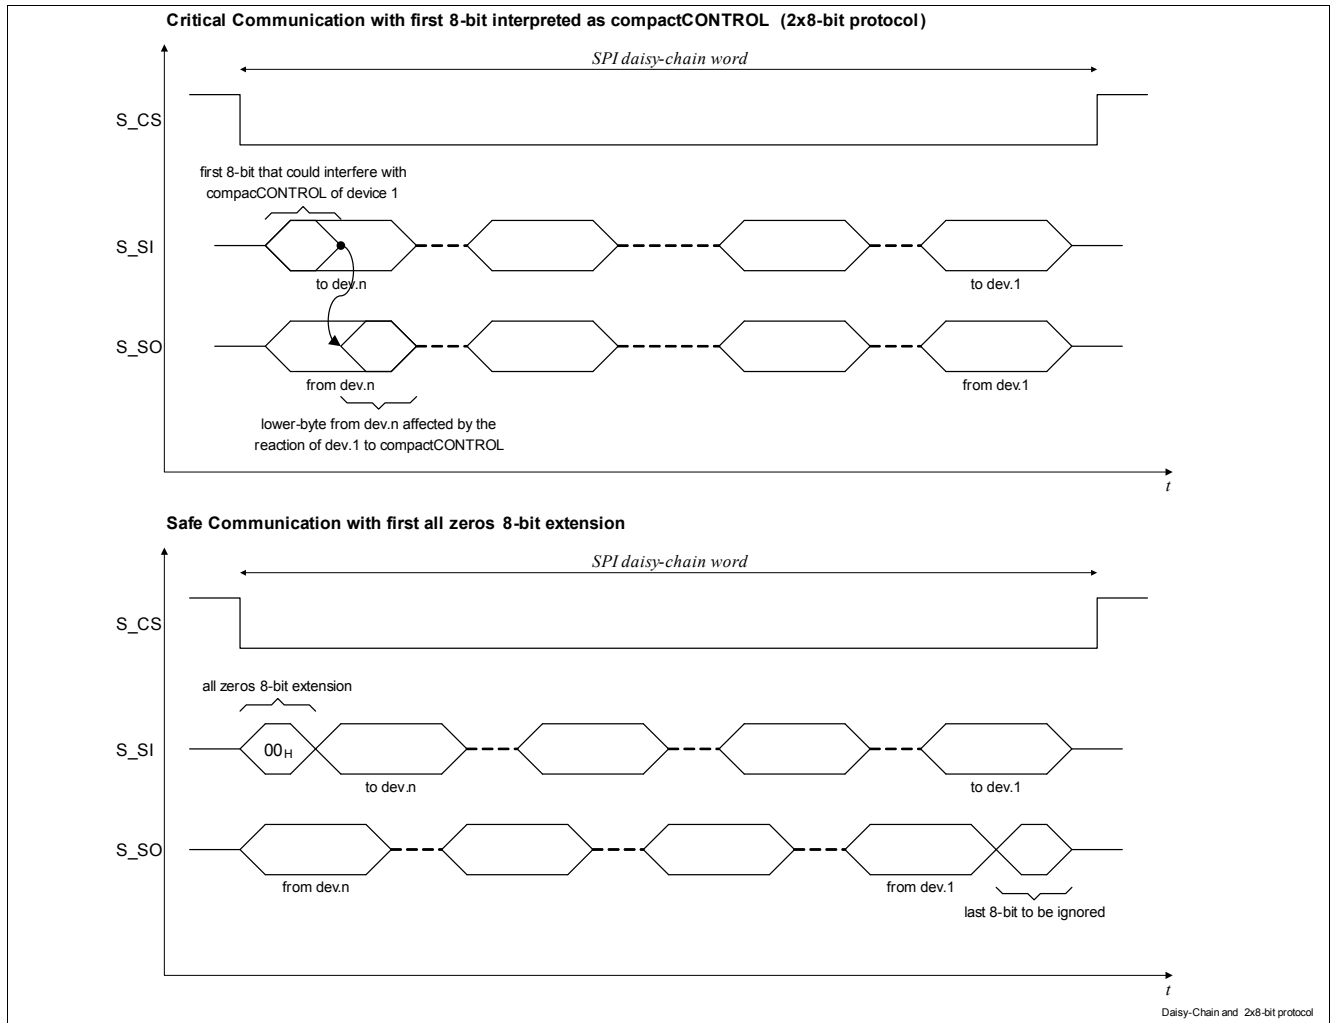 Critical Communication with first 8-bit interpreted as compactCONTROL (2x8-bit protocol)
SPI daisy-chain word
S_CS
first 8-bit that could interfere with
compacCONTROL of device 1
S_SI
to dev.n
to dev.1
S_SO
from dev.n
from dev.1
lower-byte from dev.n affected by the
reaction of dev.1 to compactCONTROL
t
Safe Communication with first all zeros 8-bit extension
SPI daisy-chain word
S_CS
all zeros 8-bit extension
S_SI
00H
to dev.n
to dev.1
S_SO
from dev.n
from dev.1
last 8-bit to be ignored
t
Daisy-Chain and 2x8-bit protocol